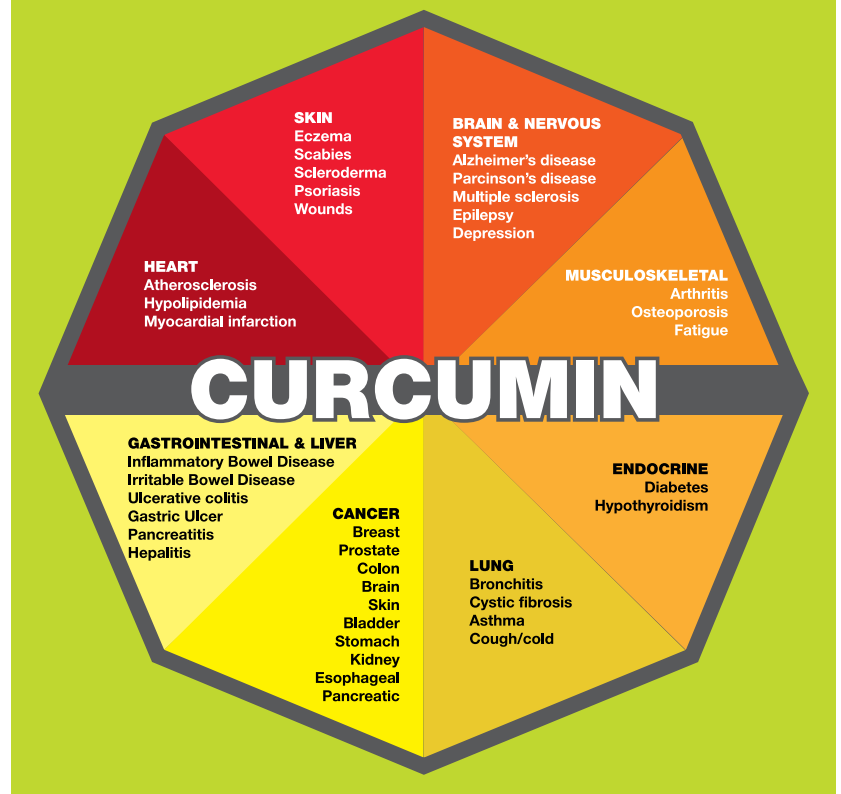 SKIN
Eczema
Scabies
Scleroderma
Psoriasis
Wounds
BRAIN & NERVOUS
SYSTEM
Alzheimer's disease
Parcinson's disease
Multiple sclerosis
Epilepsy
Depression
HEART
Atherosclerosis
Hypolipidemia
Myocardial infarction
MUSCULOSKELETAL
Arthritis
Osteoporosis
Fatigue
CURCUMIN
GASTROINTESTINAL & LIVER
Inflammatory Bowel Disease
Irritable Bowel Disease
Ulcerative colitis
Gastric Ulcer
Pancreatitis
Hepalitis
CANCER
Breast
Prostate
Colon
Brain
Skin
Bladder
Stomach
Kidney
Esophageal
Pancreatic
LUNG
Bronchitis
Cystic fibrosis
Asthma
Cough/cold
ENDOCRINE
Diabetes
Hypothyroidism